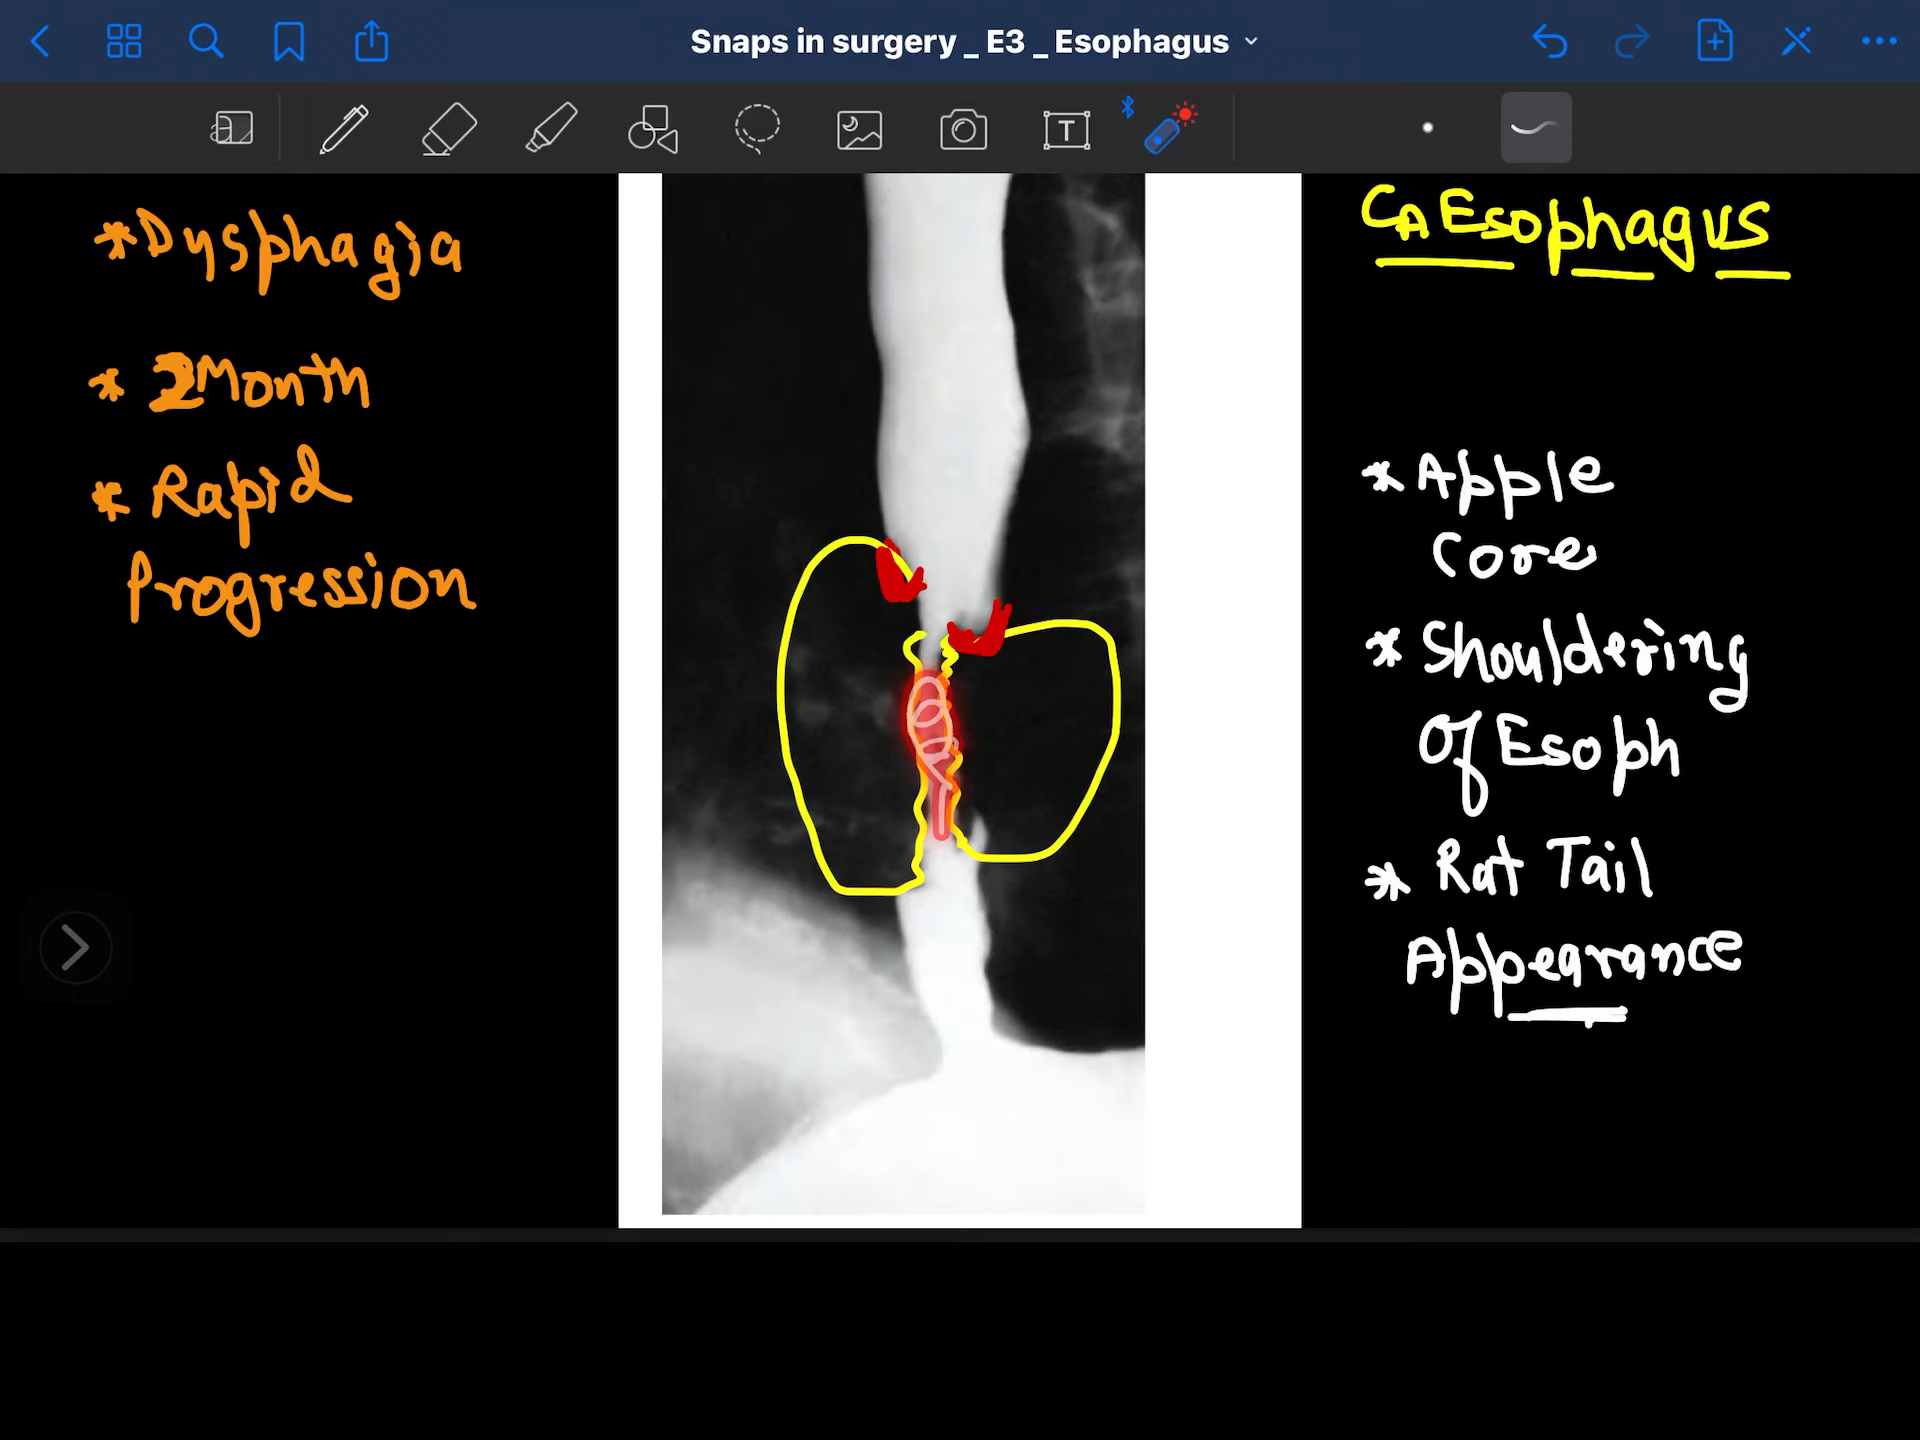 Snaps in surgery _ E3 _ Esophagus
T
*Dysphagia
* 2Month
* Rapid
Progression
CA Esophagus
*Apple
Core
* Shouldering
Of Esoph
* Rat Tail
Appearance